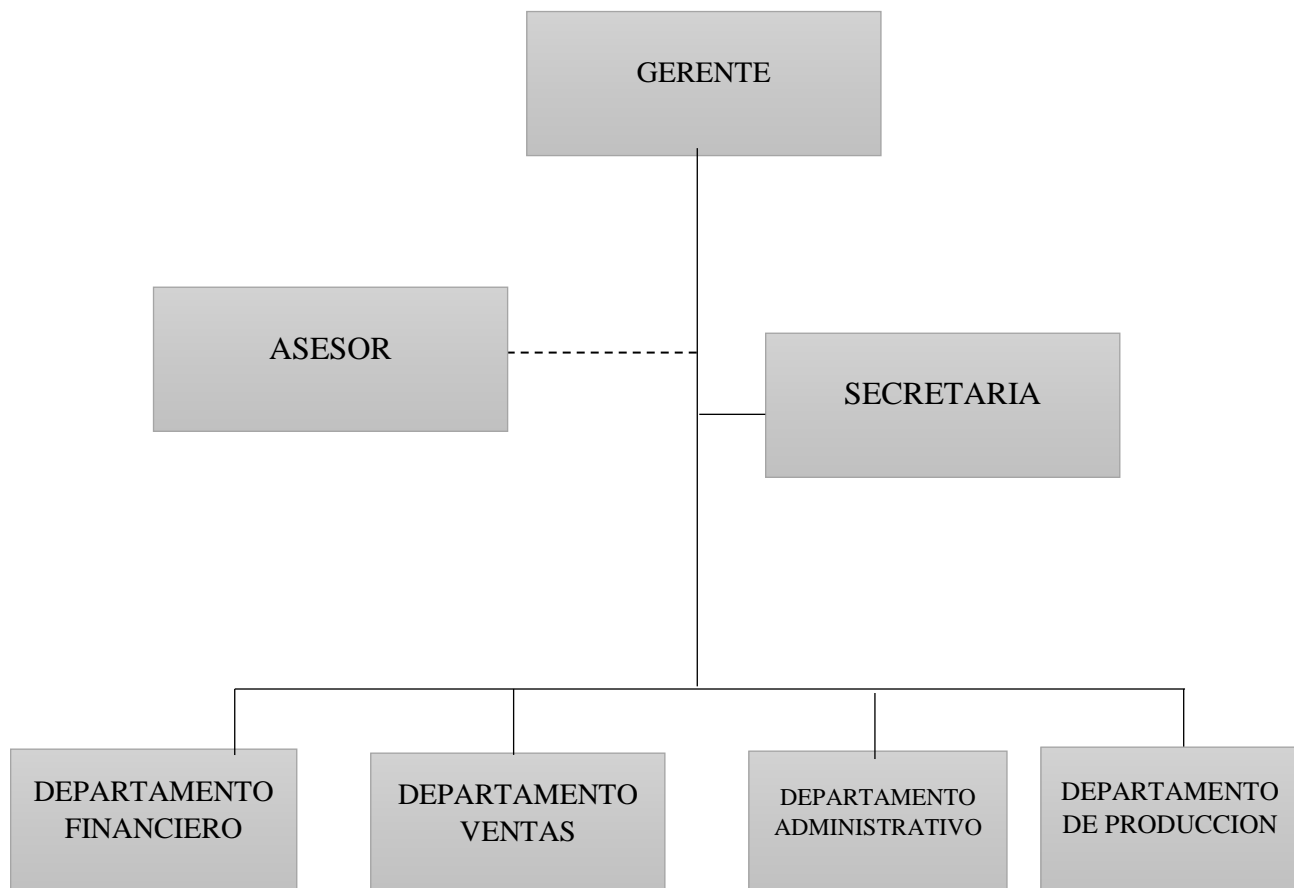 GERENTE
ASESOR
SECRETARIA
DEPARTAMENTO
FINANCIERO
DEPARTAMENTO
VENTAS
DEPARTAMENTO
ADMINISTRATIVO
DEPARTAMENTO
DE PRODUCCION